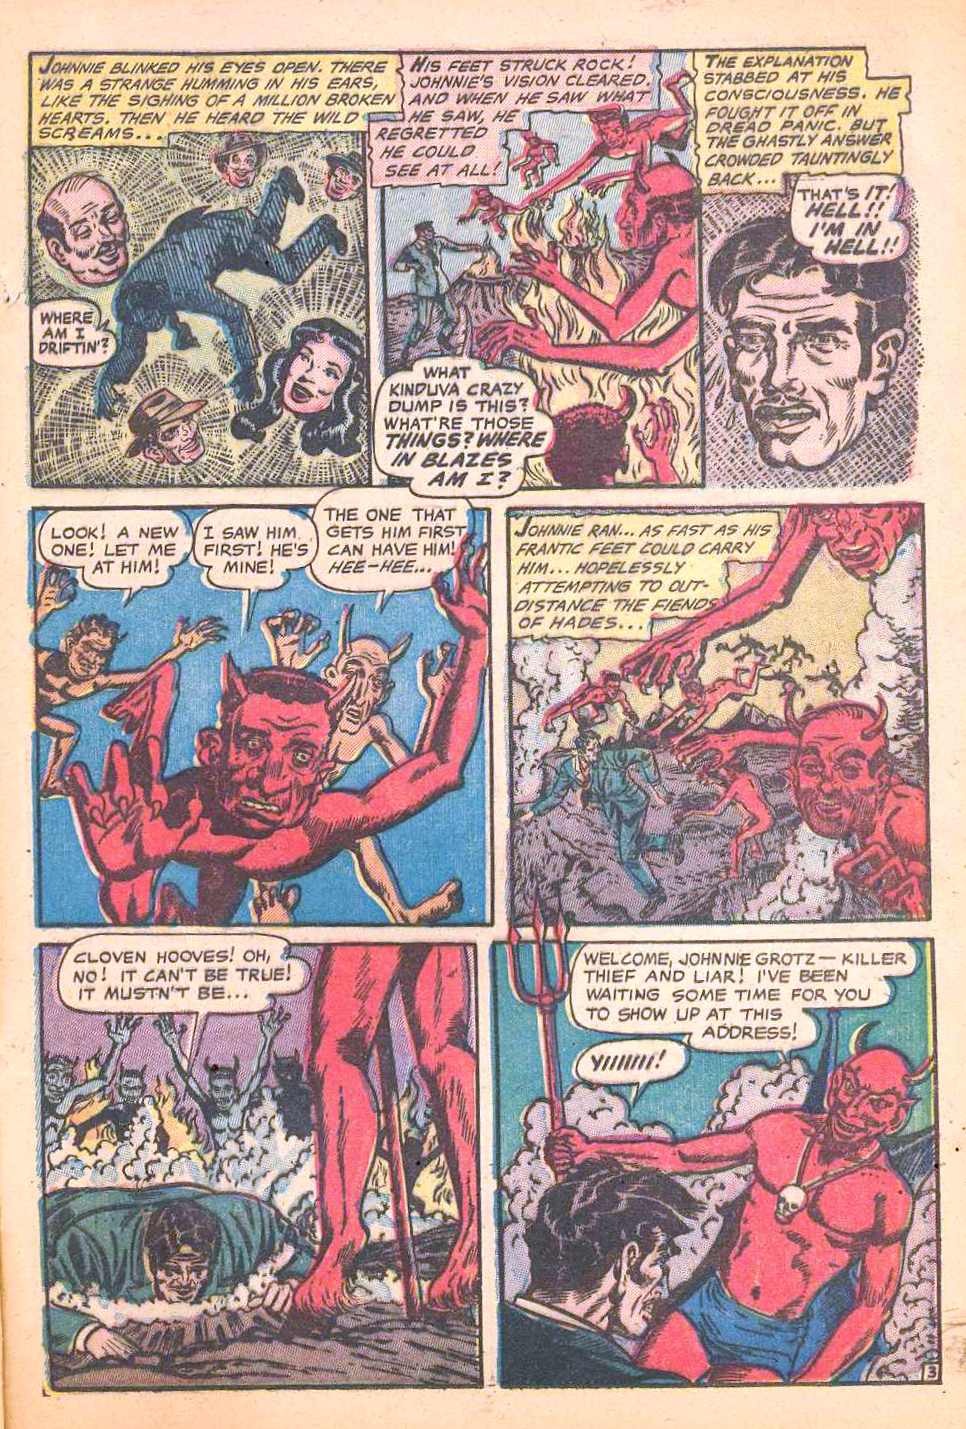 JOHNNIE BLINKED HIS EYES OPEN. THERE
WAS A STRANGE HUMMING IN HIS EARS,
LIKE THE SIGHING OF A MILLION BROKEN
HEARTS. THEN HE HEARD THE WILD
SCREAMS...
WHERE
AM I
DRIFTIN'?
HIS FEET STRUCK ROCK!
JOHNNIE'S VISION CLEARED.
AND WHEN HE SAW WHAT
HE SAW, HE
REGRETTED
HE COULD
SEE AT ALL!
WHAT
KINDUVA CRAZY
DUMP IS THIS?
WHAT'RE THOSE
THINGS? WHERE
IN BLAZES
AM I?
THE EXPLANATION
STABBED AT HIS
CONSCIOUSNESS. HE
FOUGHT IT OFF IN
DREAD PANIC. BUT
THE GHASTLY ANSWER
CROWDED TAUNTINGLY
BACK...
THAT'S IT!
HELL!!
I'M IN
HELL!!
LOOK! A NEW
ONE! LET ME
AT HIM!
I SAW HIM
FIRST! HE'S
MINE!
THE ONE THAT
GETS HIM FIRST
CAN HAVE HIM!
HEE-HEE...
JOHNNIE RAN... AS FAST AS HIS
FRANTIC FEET COULD CARRY
HIM... HOPELESSLY
ATTEMPTING TO OUT-
DISTANCE THE FIENDS
OF HADES...
CLOVEN HOOVES! OH,
NO! IT CAN'T BE TRUE!
IT MUSTN'T BE...
WELCOME, JOHNNIE GROTZ — KILLER
THIEF AND LIAR! I'VE BEEN
WAITING SOME TIME FOR YOU
TO SHOW UP AT THIS
ADDRESS!
YIIIIIII!
3